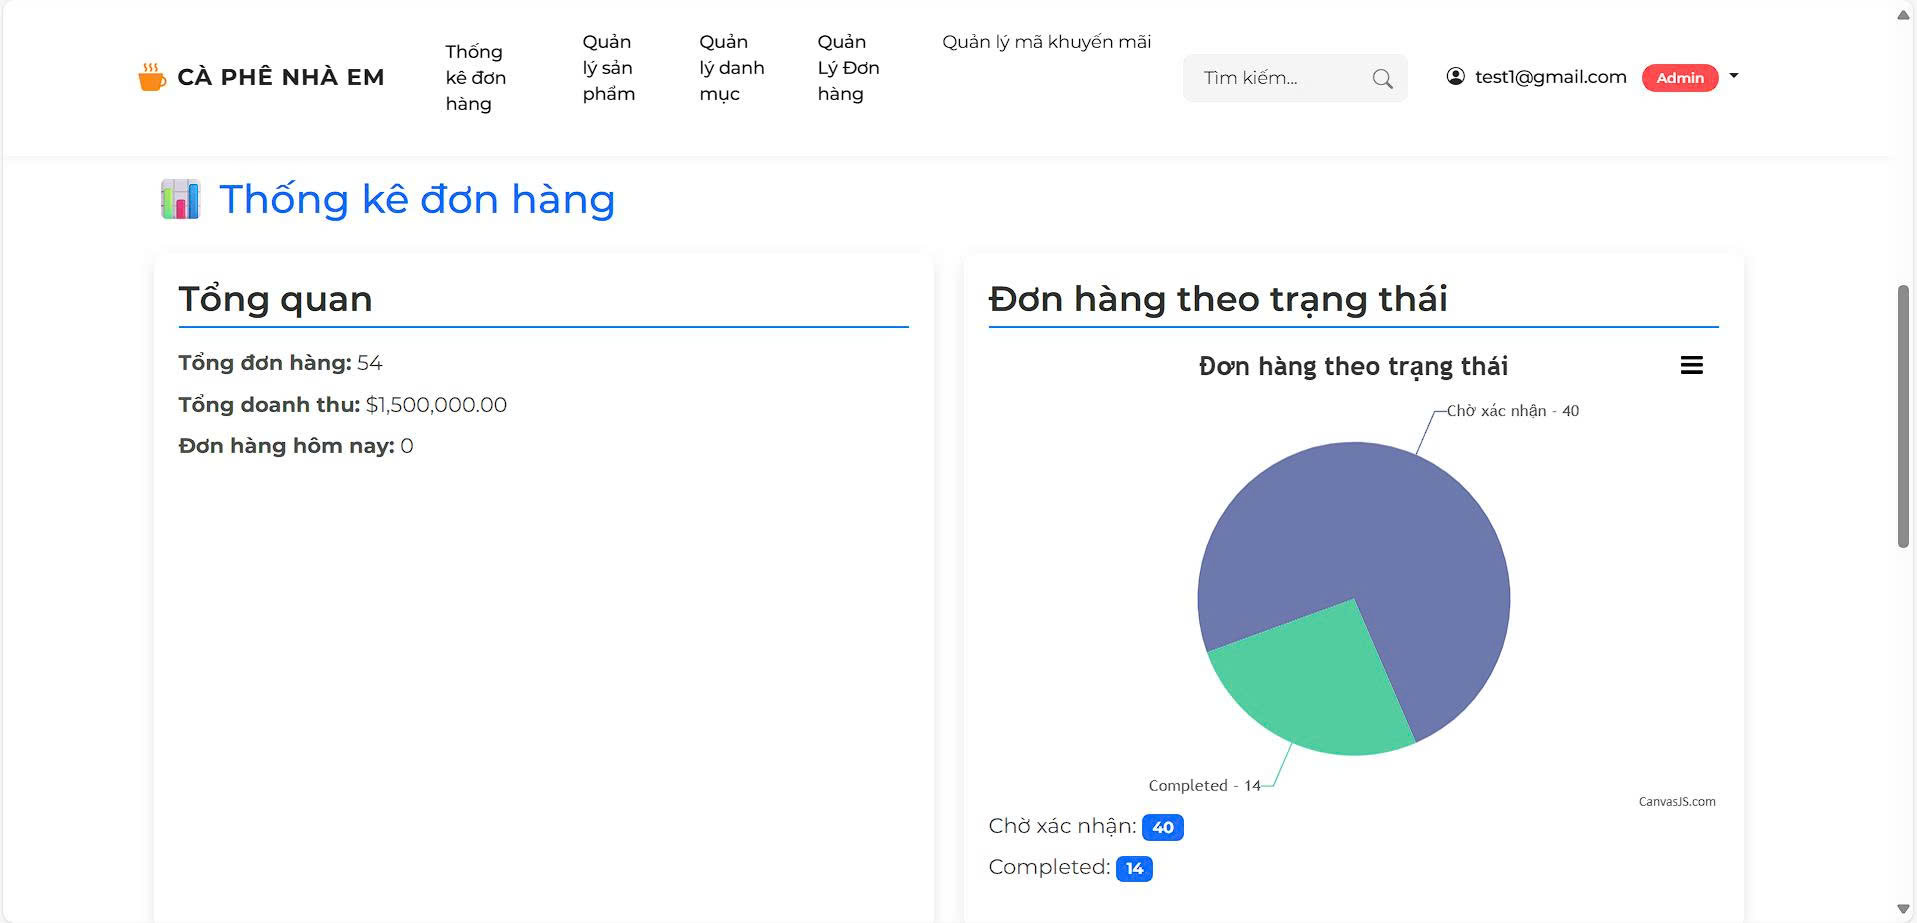 CÀ PHÊ NHÀ EM
Thống
kê đơn
hàng
Quản
lý sản
phẩm
Quản
lý danh
mục
Quản
Lý Đơn
hàng
Quản lý mã khuyến mãi
Tìm kiếm...
test1@gmail.com
Admin
Thống kê đơn hàng
Tổng quan
Tổng đơn hàng: 54
Tổng doanh thu: $1,500,000.00
Đơn hàng hôm nay: 0
Đơn hàng theo trạng thái
Đơn hàng theo trạng thái
Chờ xác nhận - 40
Completed - 14
CanvasJS.com
Chờ xác nhận: 40
Completed: 14